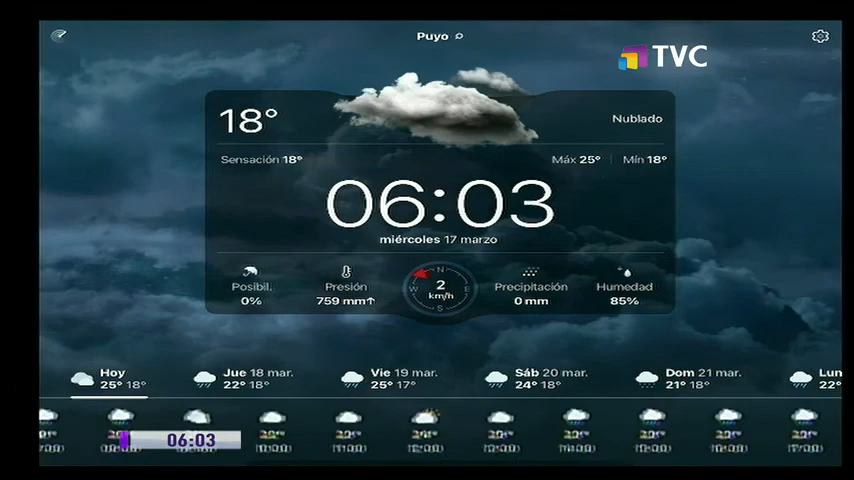 Puyo
TVC
18°
Nublado
Sensación 18°
Máx 25°
Mín 18°
06:03
miércoles 17 marzo
Posibil.
0%
Presión
759 mm↑
N
W
E
S
2
km/h
Precipitación
0 mm
Humedad
85%
Hoy
25° 18°
Jue 18 mar.
22° 18°
Vie 19 mar.
25° 17°
Sáb 20 mar.
24° 18°
Dom 21 mar.
21° 18°
Lun
22°
06:03